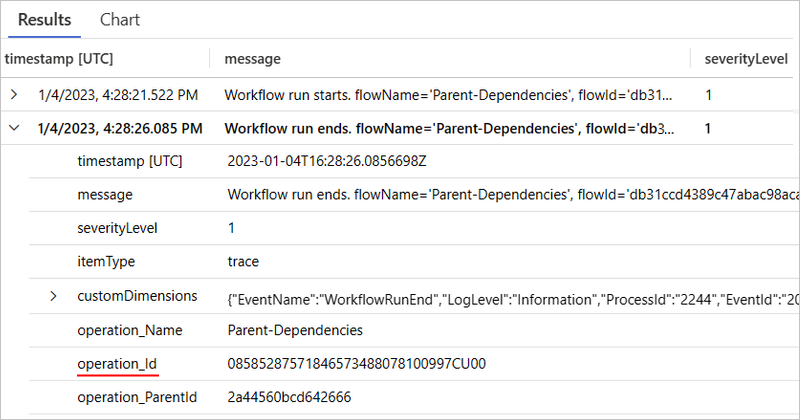 Results Chart
timestamp [UTC] message severityLevel
1/4/2023, 4:28:21.522 PM Workflow run starts. flowName='Parent-Dependencies', flowId='db31... 1
1/4/2023, 4:28:26.085 PM Workflow run ends. flowName='Parent-Dependencies', flowId='db3... 1
timestamp [UTC] 2023-01-04T16:28:26.0856698Z
message Workflow run ends. flowName='Parent-Dependencies', flowId='db31ccd4389c47abac98aca
severityLevel 1
itemType trace
customDimensions {"EventName":"WorkflowRunEnd","LogLevel":"Information","ProcessId":"2244","EventId":"20
operation_Name Parent-Dependencies
operation_Id 08585287571846573488078100997CU00
operation_ParentId 2a44560bcd642666